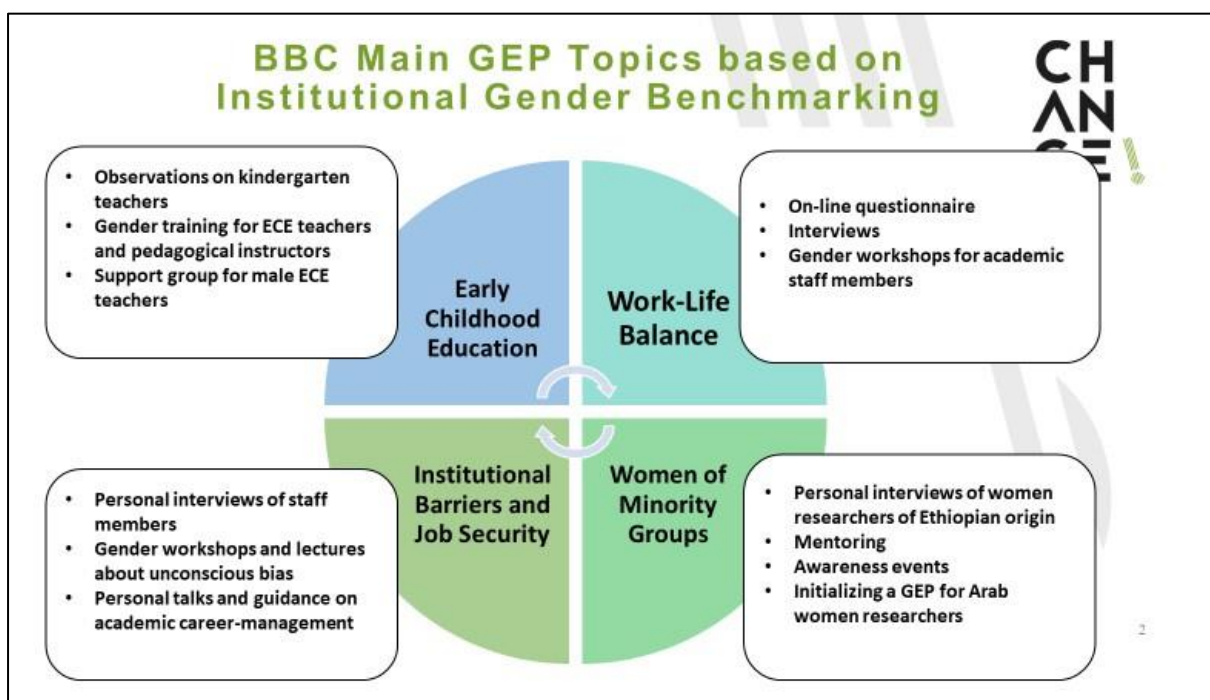 BBC Main GEP Topics based on
Institutional Gender Benchmarking
CH
AN
GE!
• Observations on kindergarten
teachers
• Gender training for ECE teachers
and pedagogical instructors
• Support group for male ECE
teachers
Early
Childhood
Education
Work-Life
Balance
• On-line questionnaire
• Interviews
• Gender workshops for academic
staff members
• Personal interviews of staff
members
• Gender workshops and lectures
about unconscious bias
• Personal talks and guidance on
academic career-management
Institutional
Barriers and
Job Security
Women of
Minority
Groups
• Personal interviews of women
researchers of Ethiopian origin
• Mentoring
• Awareness events
• Initializing a GEP for Arab
women researchers
2